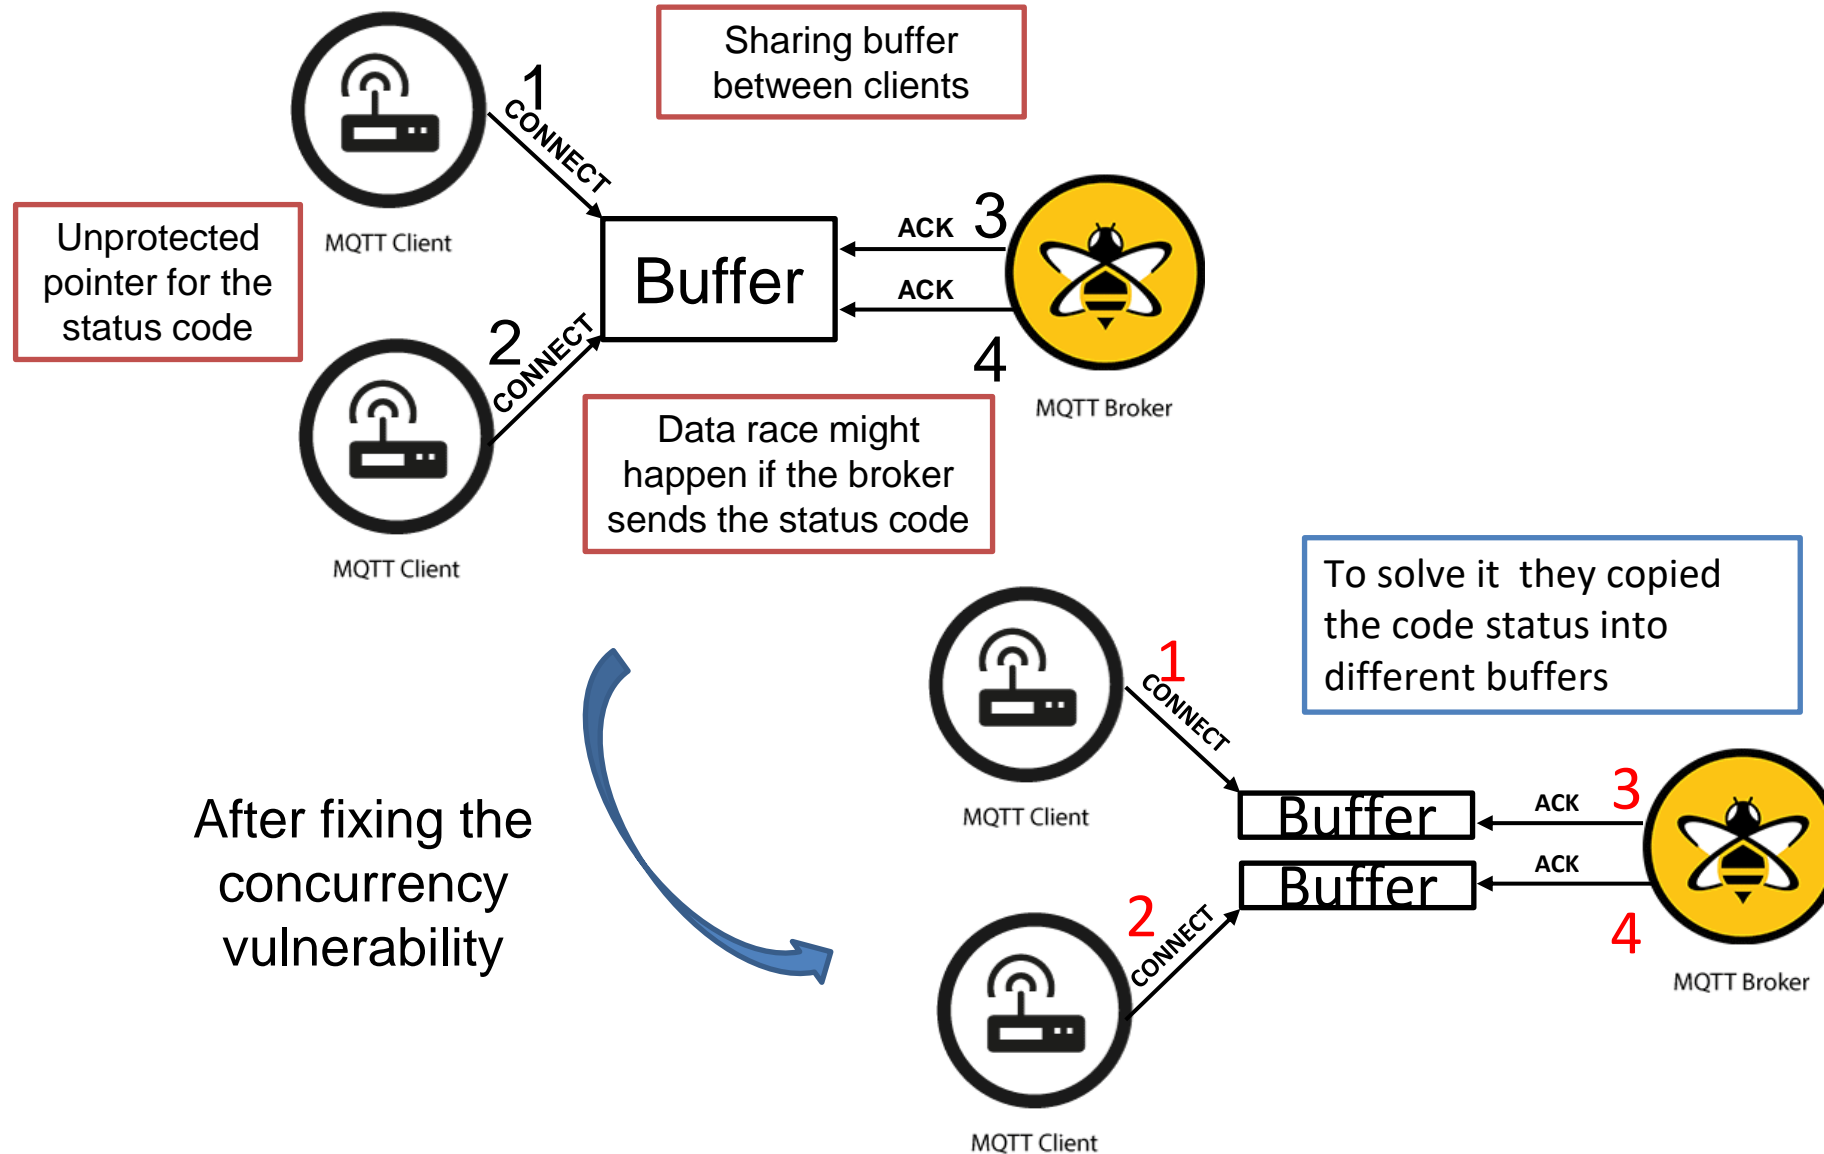 Sharing buffer
between clients
1
CONNECT
MQTT Client
Unprotected
pointer for the
status code
2
CONNECT
MQTT Client
Buffer
ACK
3
ACK
4
MQTT Broker
Data race might
happen if the broker
sends the status code
After fixing the
concurrency
vulnerability
To solve it  they copied
the code status into
different buffers
1
CONNECT
MQTT Client
Buffer
ACK
3
Buffer
ACK
4
MQTT Broker
2
CONNECT
MQTT Client